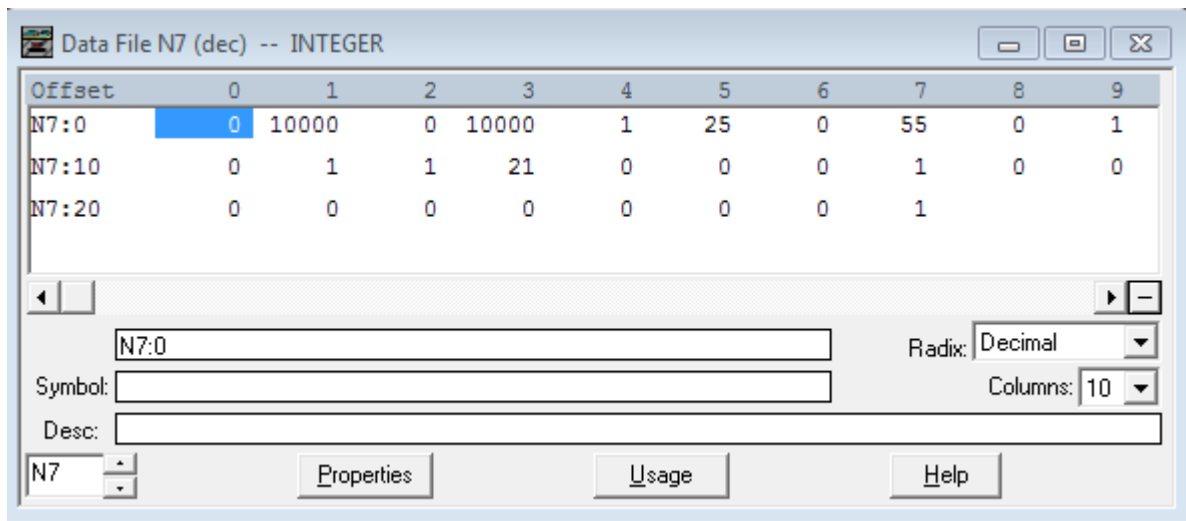 Data File N7 (dec) -- INTEGER
Offset 0 1 2 3 4 5 6 7 8 9
N7:0 0 10000 0 10000 1 25 0 55 0 1
N7:10 0 1 1 21 0 0 0 1 0 0
N7:20 0 0 0 0 0 0 0 1
N7:0 Radix: Decimal
Symbol: Columns: 10
Desc:
N7 Properties Usage Help